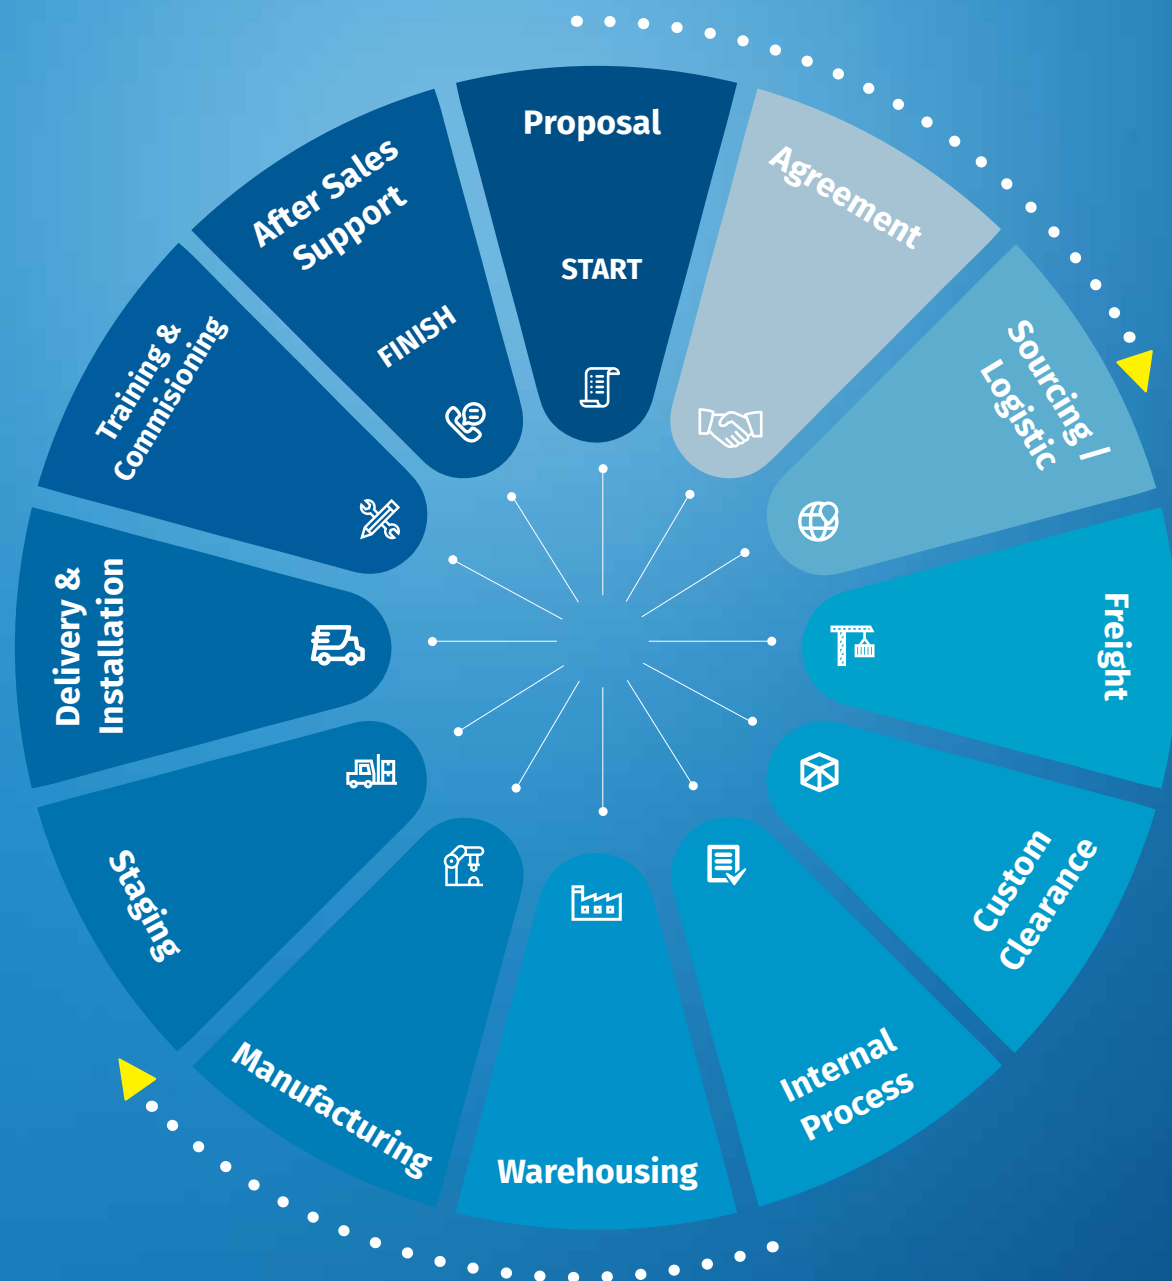 Proposal
START
Agreement
Sourcing /
Logistic
Freight
Custom
Clearance
Internal
Process
Warehousing
Manufacturing
Staging
Delivery &
Installation
Training &
Commisioning
After Sales
Support
FINISH